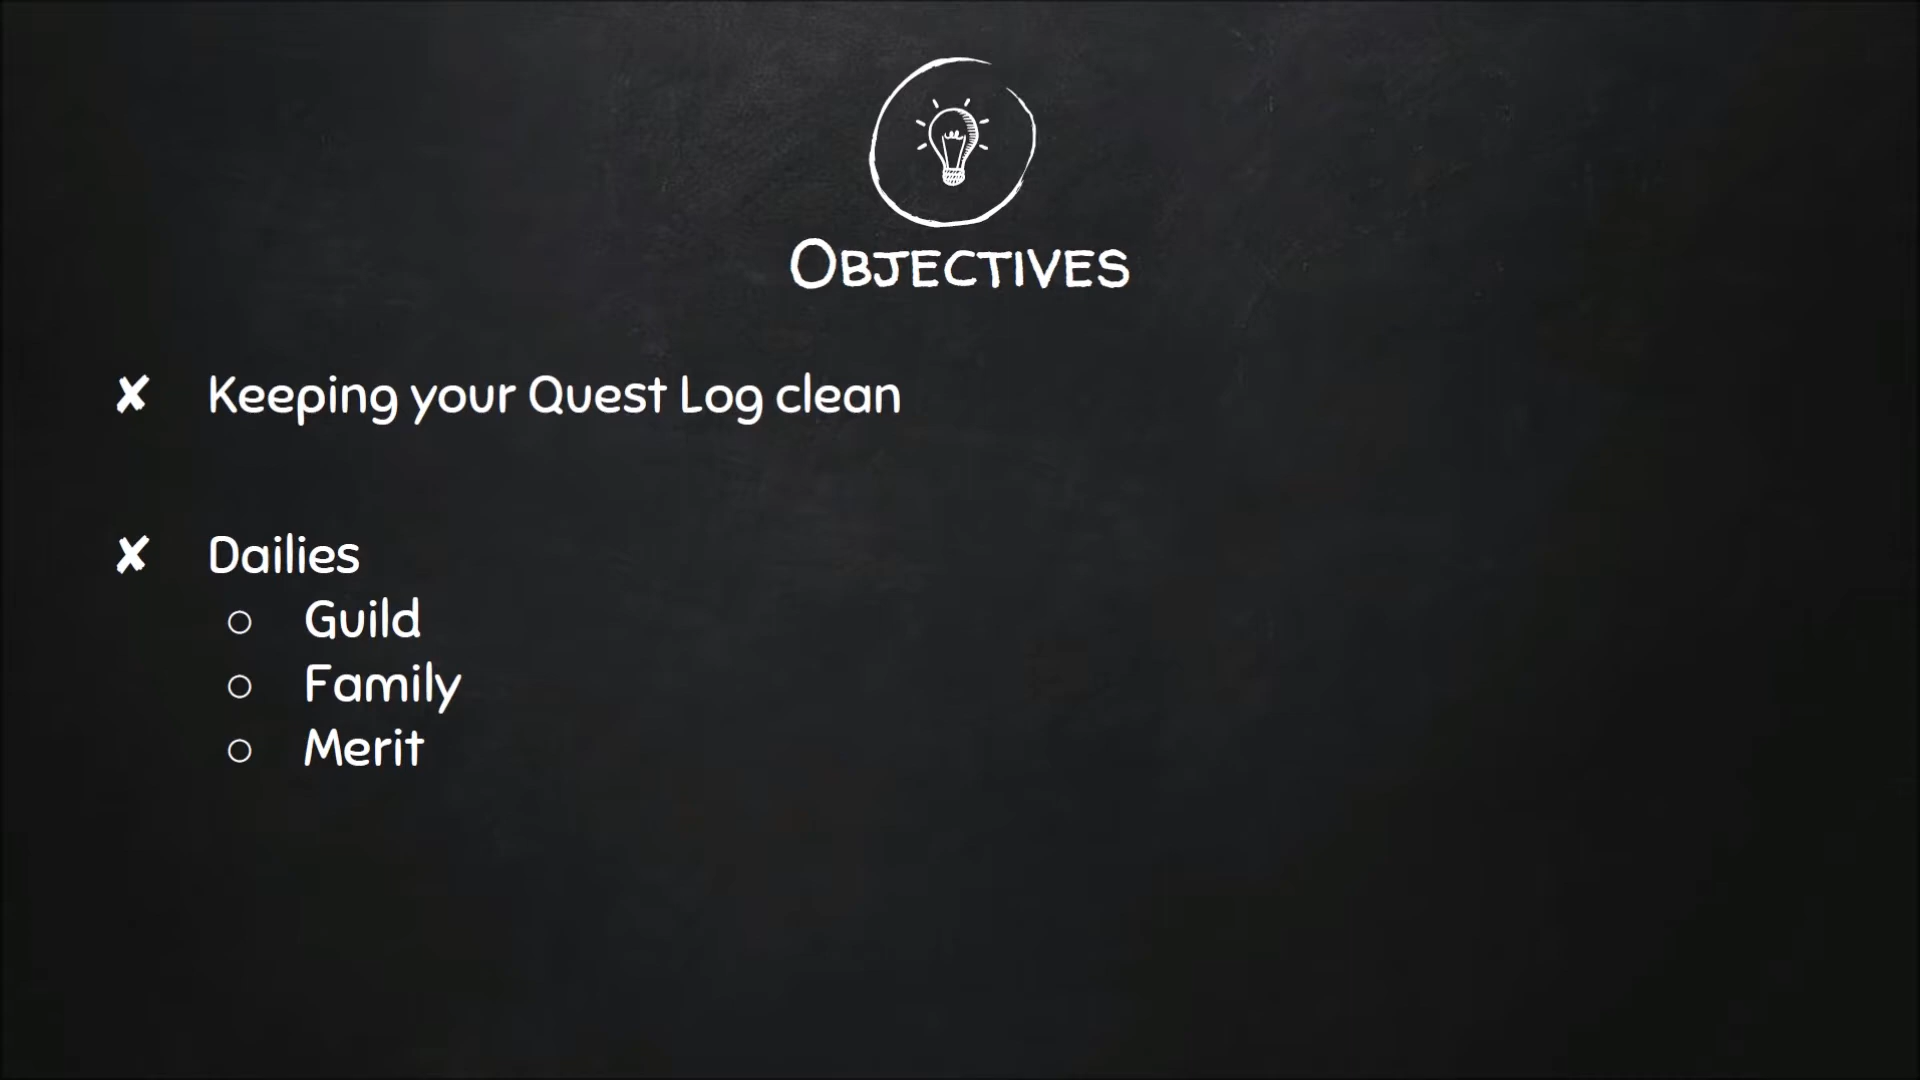 Objectives
✘ Keeping your Quest Log clean
✘ Dailies
○ Guild
○ Family
○ Merit